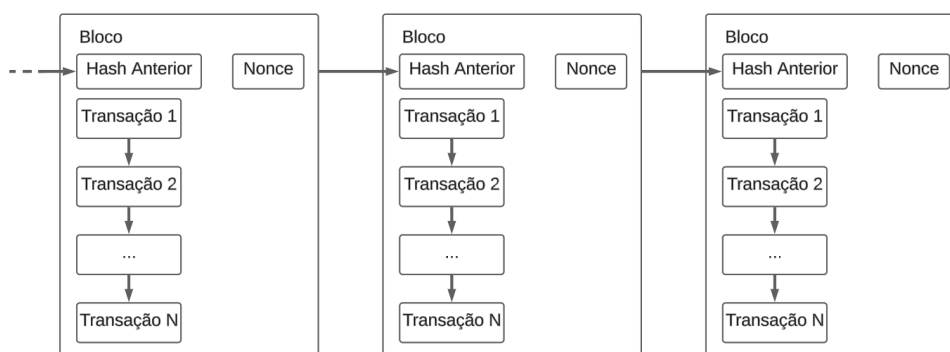 Bloco
Hash Anterior
Nonce
Transação 1
Transação 2
...
Transação N
Bloco
Hash Anterior
Nonce
Transação 1
Transação 2
...
Transação N
Bloco
Hash Anterior
Nonce
Transação 1
Transação 2
...
Transação N